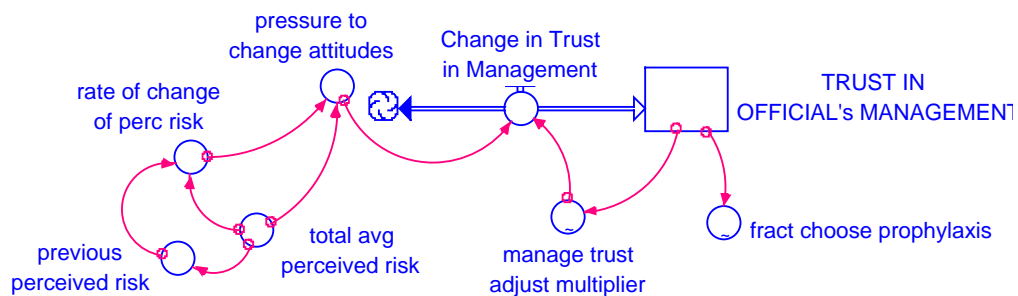 pressure to
change attitudes
Change in Trust
in Management
TRUST IN
OFFICIAL's MANAGEMENT
rate of change
of perc risk
previous
perceived risk
total avg
perceived risk
~
manage trust
adjust multiplier
~
fract choose prophylaxis